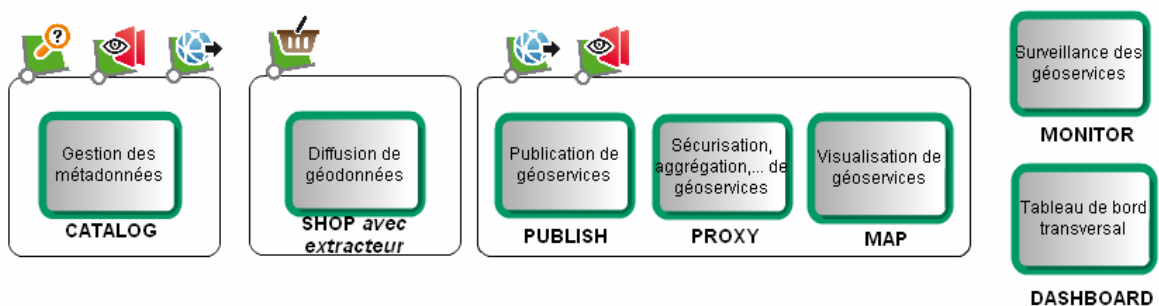 Gestion des
métadonnées
CATALOG
Diffusion de
géodonnées
SHOP avec
extracteur
Publication de
géoservices
PUBLISH
Sécurisation,
aggrégation,... de
géoservices
PROXY
Visualisation de
géoservices
MAP
Surveillance des
géoservices
MONITOR
Tableau de bord
transversal
DASHBOARD